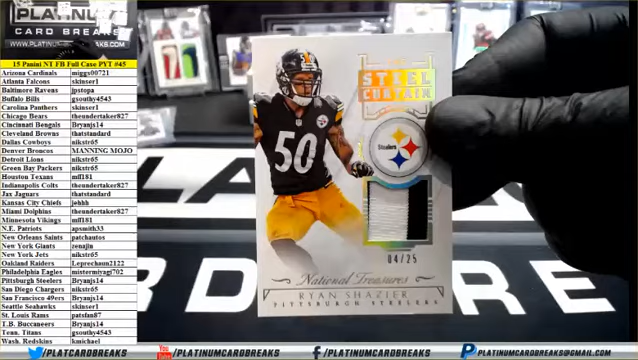 PLATINUM
CARD BREAKS
WWW.PLATINUMCARDBREAKS.COM
15 Panini NT FB Full Case PYT #45
Arizona Cardinals miggs00721
Atlanta Falcons skinser1
Baltimore Ravens jpstopa
Buffalo Bills gsouthy4543
Carolina Panthers skinser1
Chicago Bears theundertaker827
Cincinnati Bengals Bryanjs14
Cleveland Browns thatstandard
Dallas Cowboys nikstr65
Denver Broncos MANNING MOJO
Detroit Lions nikstr65
Green Bay Packers nikstr65
Houston Texans mff181
Indianapolis Colts theundertaker827
Jax Jaguars thatstandard
Kansas City Chiefs jehhh
Miami Dolphins theundertaker827
Minnesota Vikings mff181
N.E. Patriots apsmith33
New Orleans Saints patchautos
New York Giants zenajin
New York Jets nikstr65
Oakland Raiders Leprechaun2122
Philadelphia Eagles mistermiyagi702
Pittsburgh Steelers Bryanjs14
San Diego Chargers nikstr65
San Francisco 49ers Bryanjs14
Seattle Seahawks skinser1
St. Louis Rams patsfan87
T.B. Buccaneers Bryanjs14
Tenn. Titans gsouthy4543
Wash. Redskins kmichael
STEEL
CURTAIN
Steelers
50
04/25
National Treasures
RYAN SHAZIER
PITTSBURGH STEELERS
/PLATCARDBREAKS
/PLATINUMCARDBREAKS
/PLATINUMCARDBREAKS
/PLATINUMCARDBREAKS